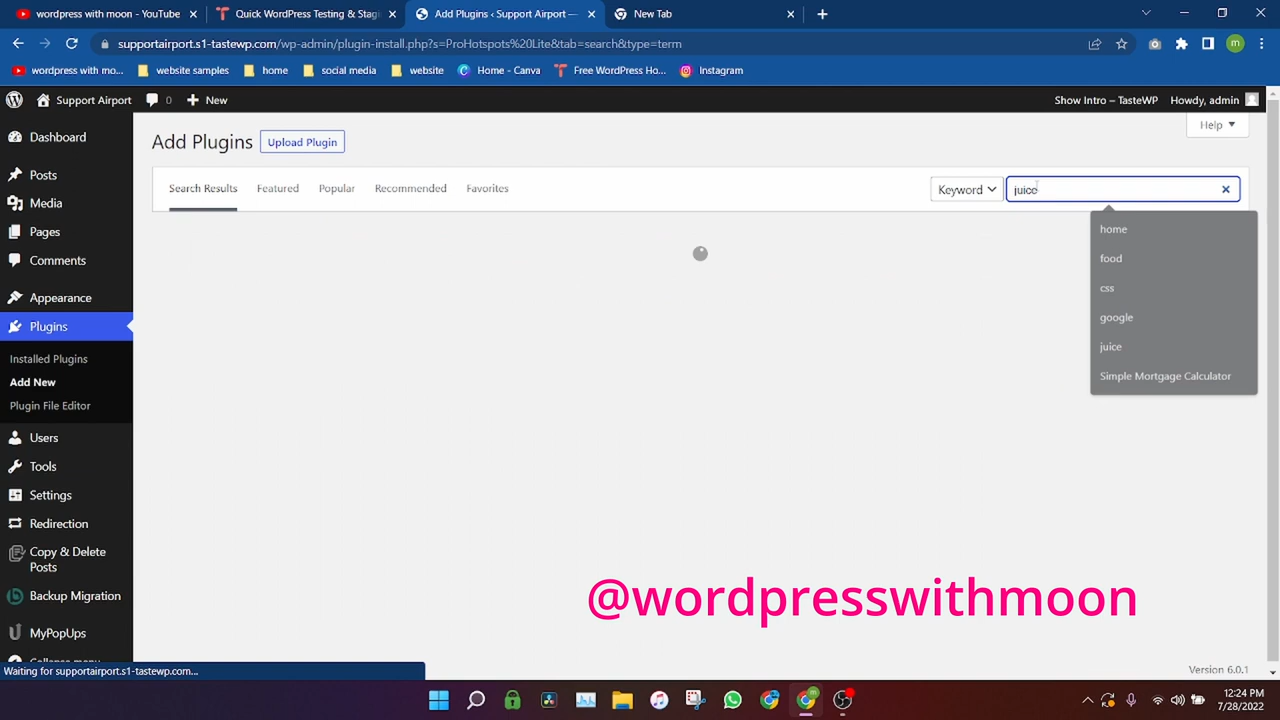 wordpress with moon - YouTube
Quick WordPress Testing & Stagi
Add Plugins ‹ Support Airport —
New Tab
supportairport.s1-tastewp.com/wp-admin/plugin-install.php?s=ProHotspots%20Lite&tab=search&type=term
m
wordpress with mo...
website samples
home
social media
website
Home - Canva
Free WordPress Ho...
Instagram
Support Airport
0
New
Show Intro – TasteWP
Howdy, admin
Help
Dashboard
Posts
Media
Pages
Comments
Appearance
Plugins
Installed Plugins
Add New
Plugin File Editor
Users
Tools
Settings
Redirection
Copy & Delete
Posts
Backup Migration
MyPopUps
Collapse menu
Add Plugins
Upload Plugin
Search Results
Featured
Popular
Recommended
Favorites
Keyword
juice
home
food
css
google
juice
Simple Mortgage Calculator
@wordpresswithmoon
Version 6.0.1
Waiting for supportairport.s1-tastewp.com...
12:24 PM
7/28/2022